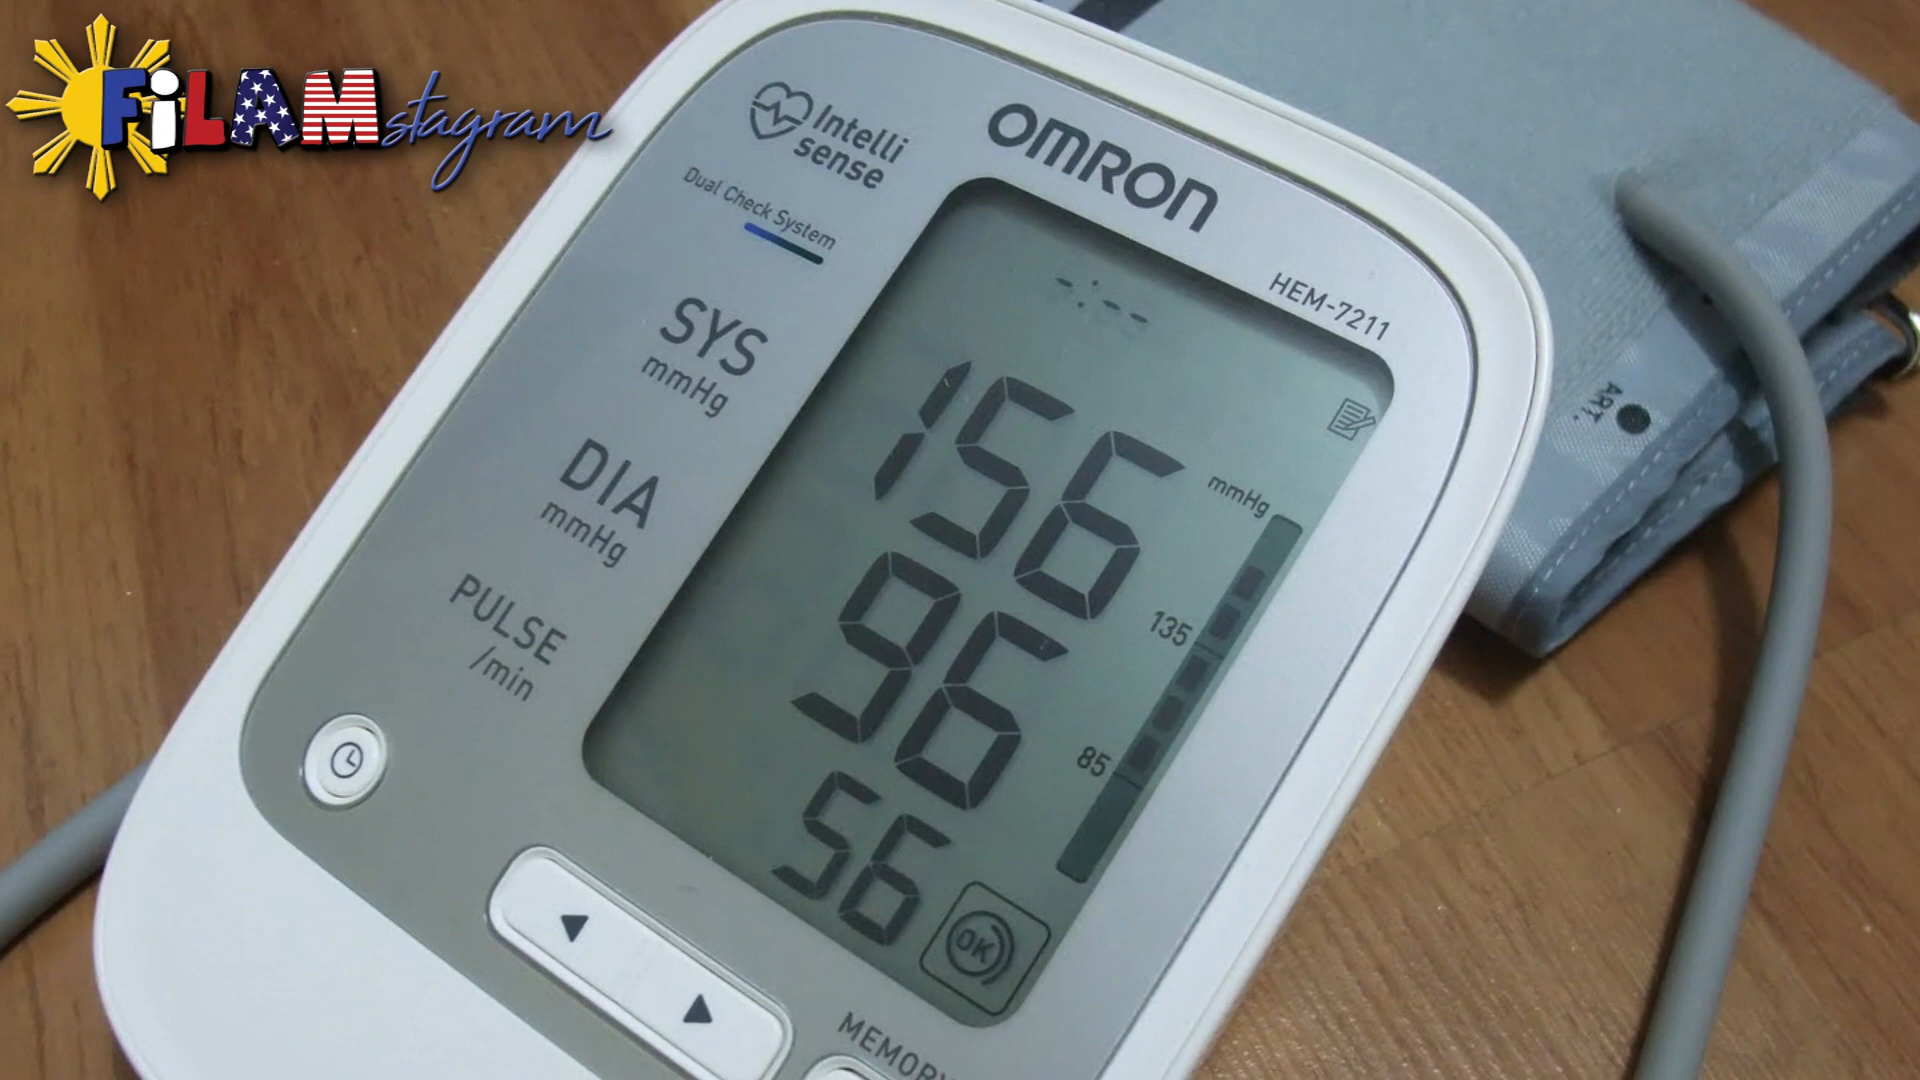 FiLAMstagram
Intelli
sense
Dual Check System
OMRON
HEM-7211
-:--
SYS
mmHg
156
mmHg
DIA
mmHg
96
135
PULSE
/min
85
56
OK
ART.
MEMORY